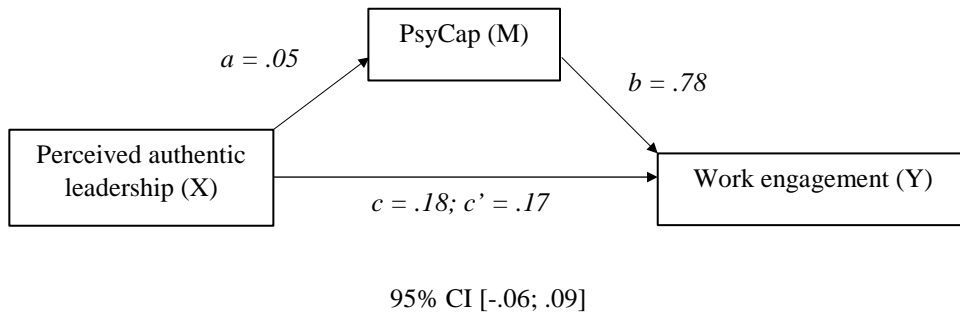 PsyCap (M)
a = .05
b = .78
Perceived authentic
leadership (X)
Work engagement (Y)
c = .18; c’ = .17
95% CI [-.06; .09]